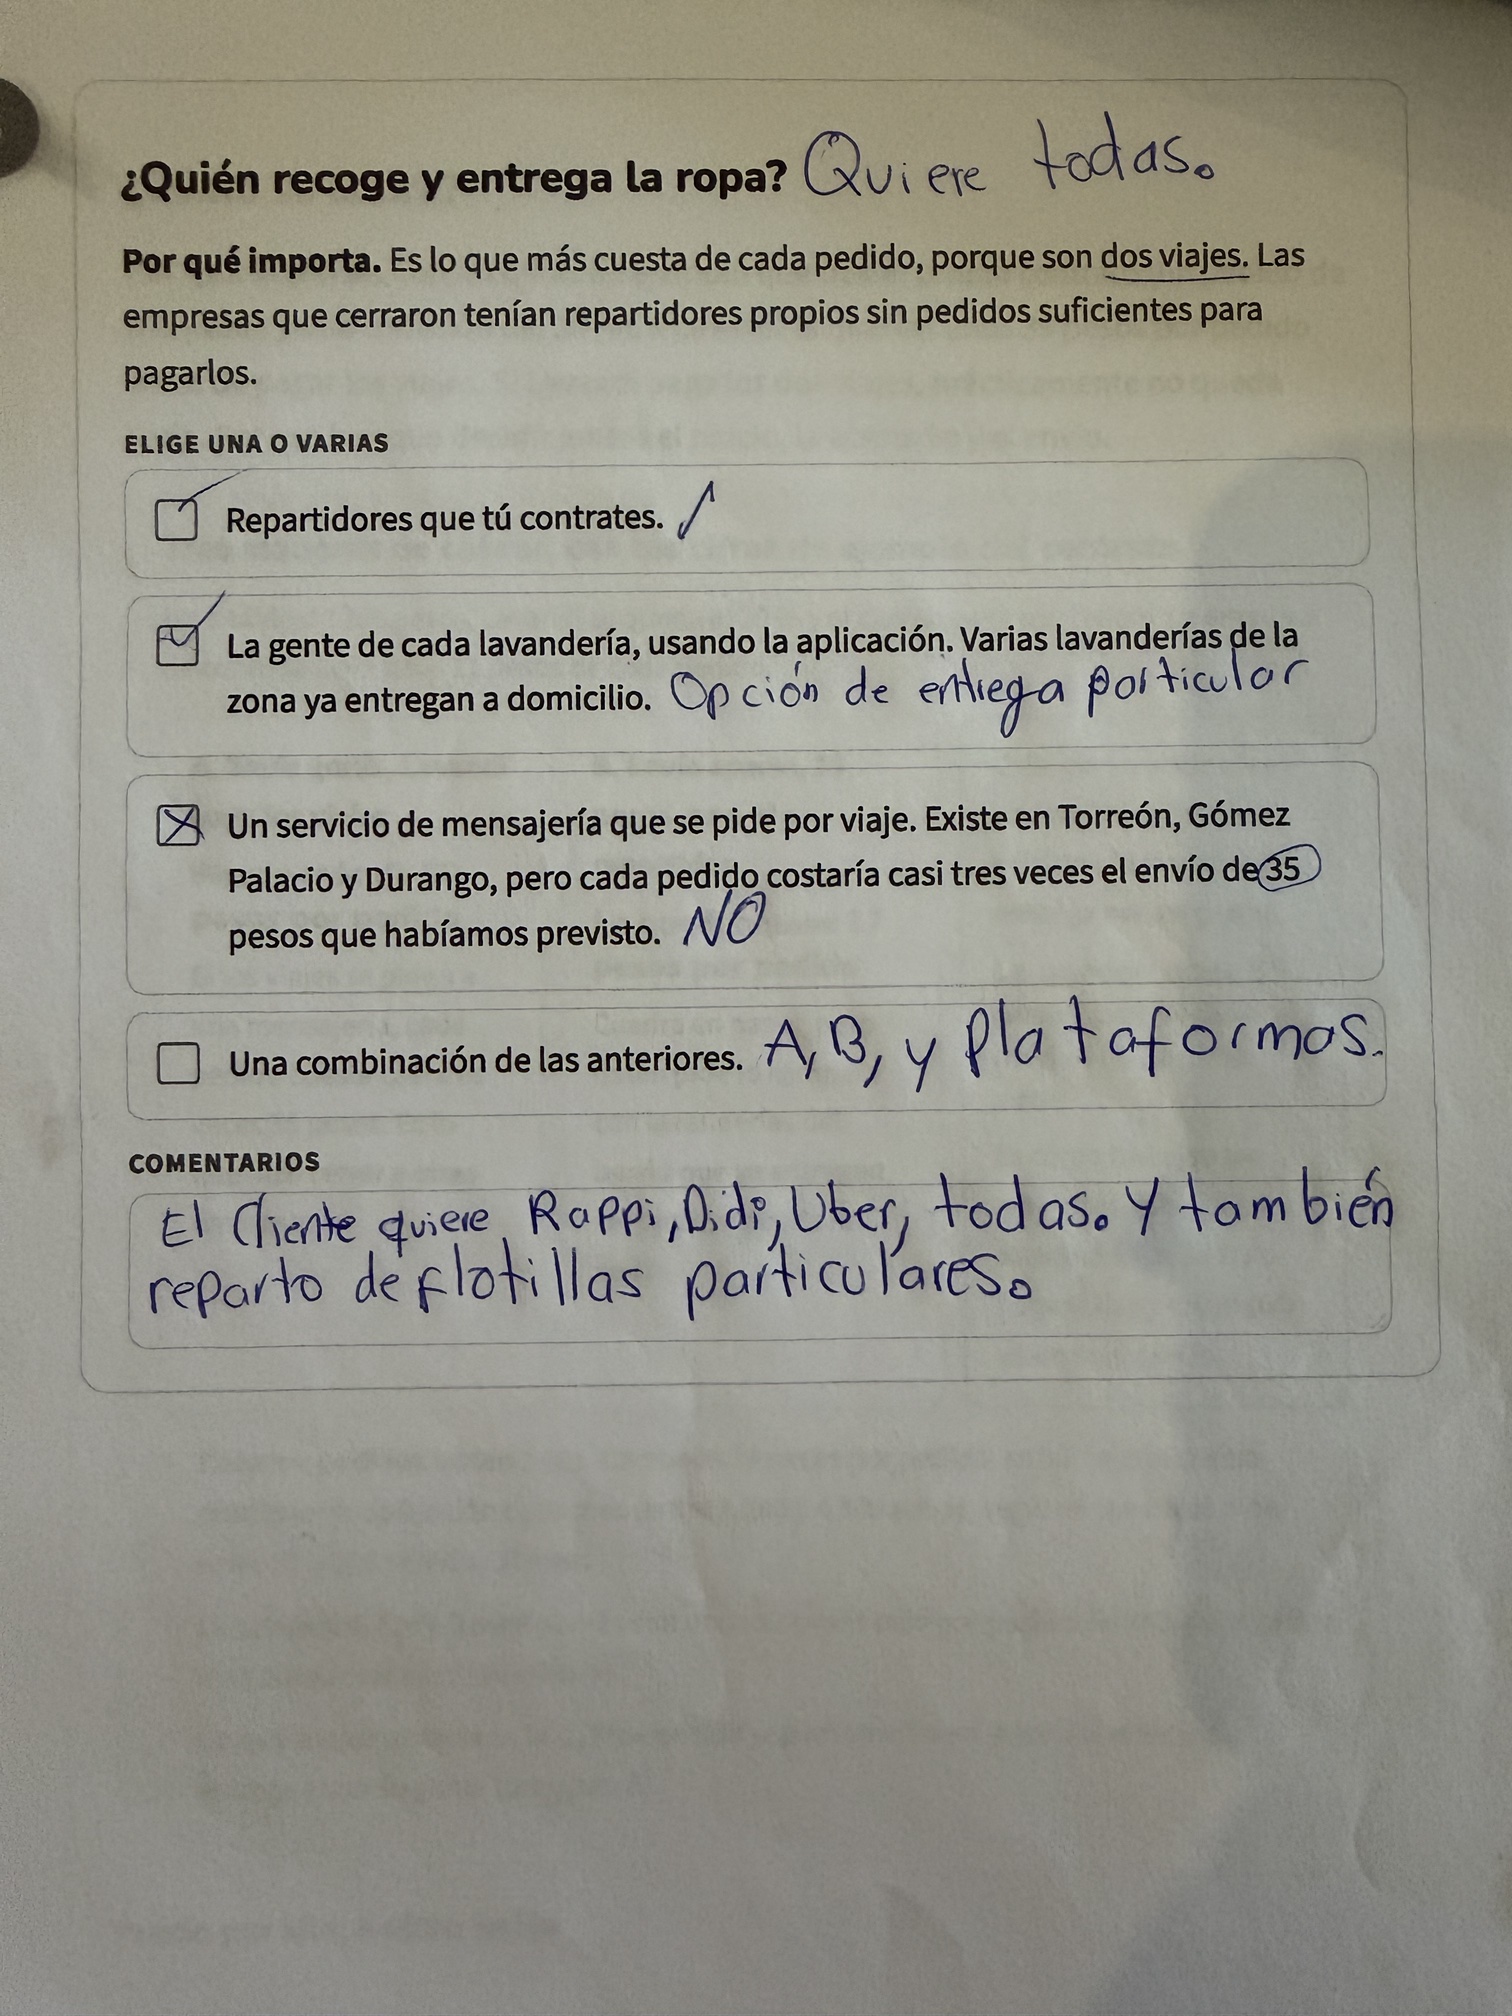 ¿Quién recoge y entrega la ropa? Quiere todas.
Por qué importa. Es lo que más cuesta de cada pedido, porque son dos viajes. Las
empresas que cerraron tenían repartidores propios sin pedidos suficientes para
pagarlos.
ELIGE UNA O VARIAS
Repartidores que tú contrates.
La gente de cada lavandería, usando la aplicación. Varias lavanderías de la
zona ya entregan a domicilio. Opción de entrega particular
Un servicio de mensajería que se pide por viaje. Existe en Torreón, Gómez
Palacio y Durango, pero cada pedido costaría casi tres veces el envío de 35
pesos que habíamos previsto. NO
Una combinación de las anteriores. A, B, y Plataformas.
COMENTARIOS
El Cliente quiere Rappi, Didi, Uber, todas. Y también
reparto de flotillas particulares.